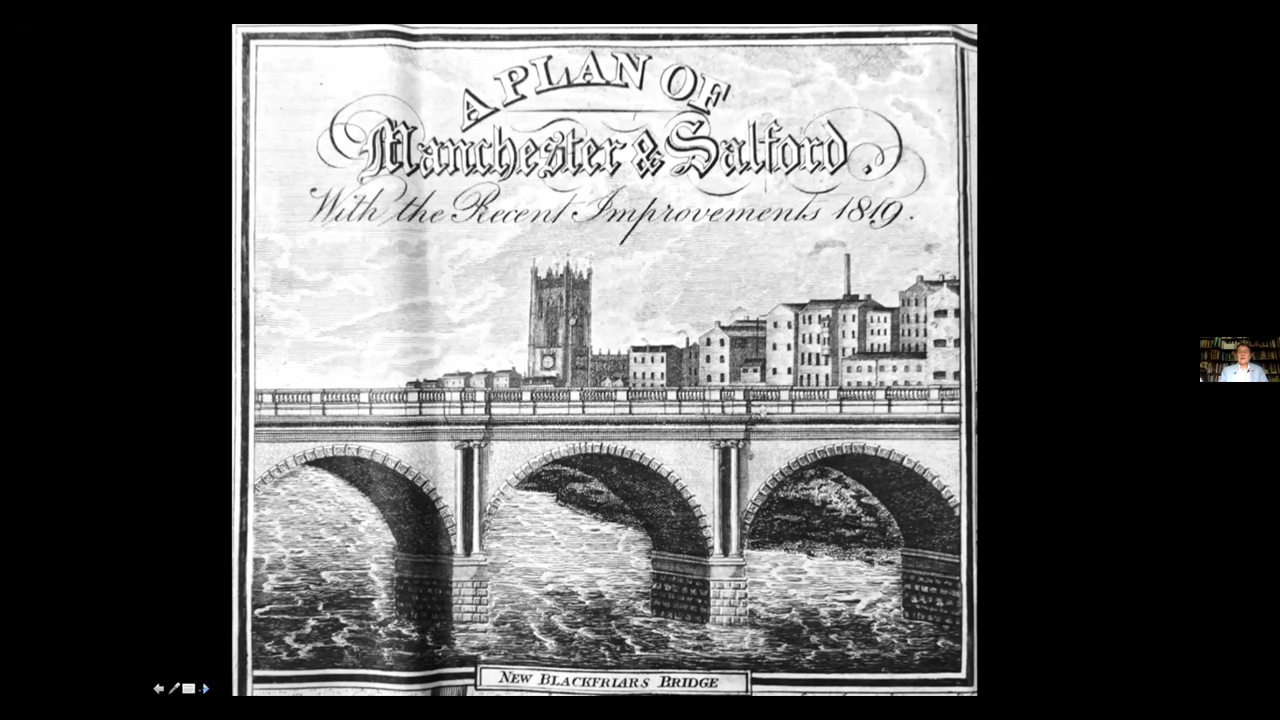 A PLAN OF
Manchester & Salford.
With the Recent Improvements 1819.
NEW BLACKFRIARS BRIDGE